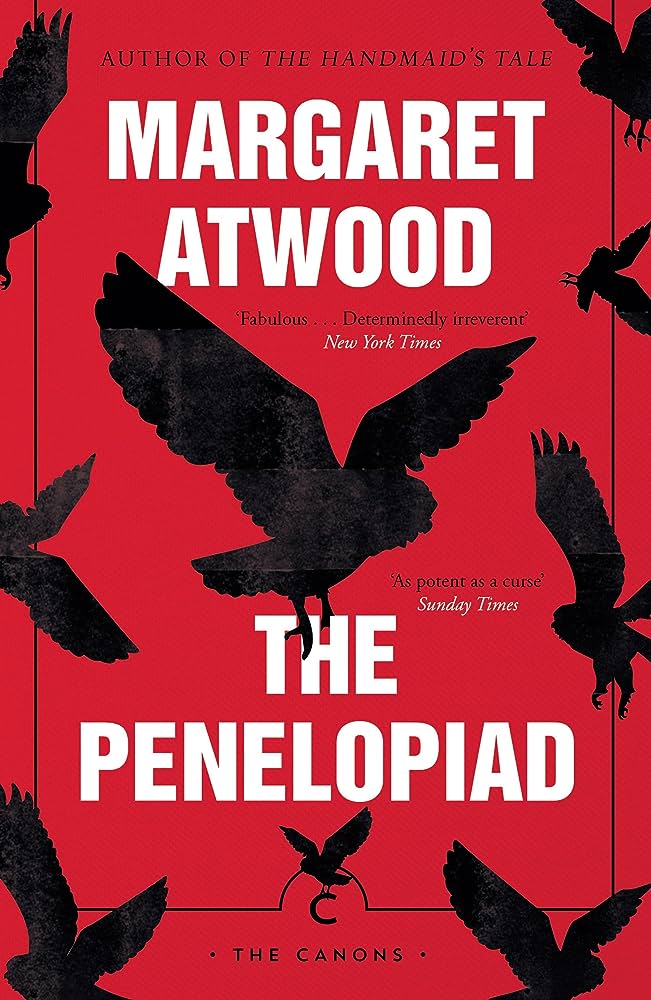 AUTHOR OF THE HANDMAID'S TALE
MARGARET
ATWOOD
‘Fabulous . . . Determinedly irreverent’
New York Times
‘As potent as a curse’
Sunday Times
THE
PENELOPIAD
C
· THE CANONS ·